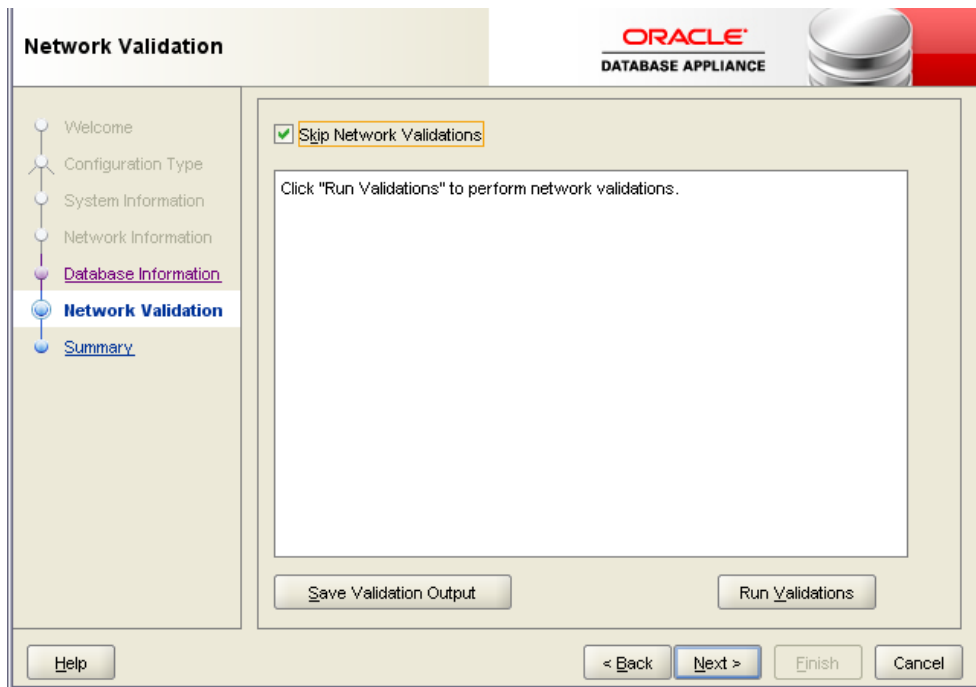 Network Validation
ORACLE
DATABASE APPLIANCE
Welcome
Configuration Type
System Information
Network Information
Database Information
Network Validation
Summary
Skip Network Validations
Click "Run Validations" to perform network validations.
Save Validation Output
Run Validations
Help
< Back
Next >
Finish
Cancel